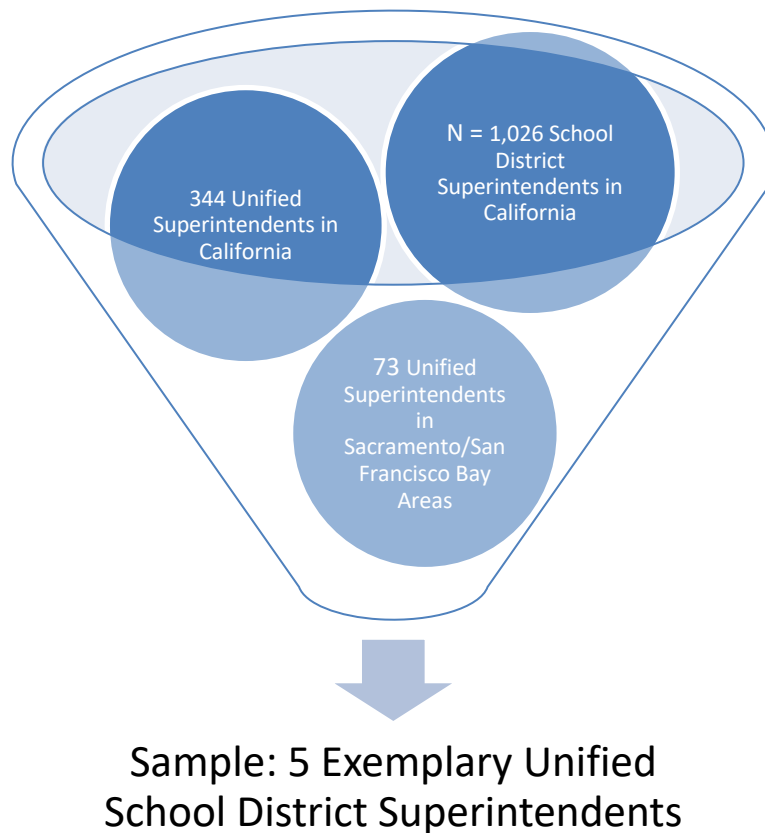 N = 1,026 School
District
Superintendents in
California
344 Unified
Superintendents in
California
73 Unified
Superintendents
in
Sacramento/San
Francisco Bay
Areas
Sample: 5 Exemplary Unified
School District Superintendents